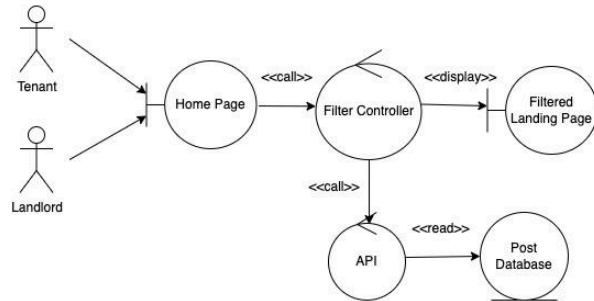 Tenant
Landlord
Home Page
<<call>>
Filter Controller
<<display>>
Filtered
Landing Page
<<call>>
API
<<read>>
Post
Database